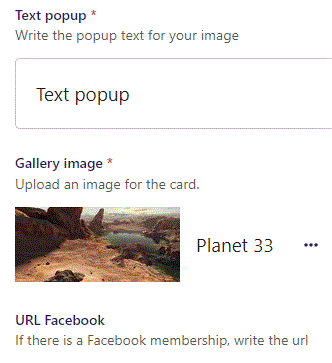 Text popup *
Write the popup text for your image
Text popup
Gallery image *
Upload an image for the card.
Planet 33
URL Facebook
If there is a Facebook membership, write the url